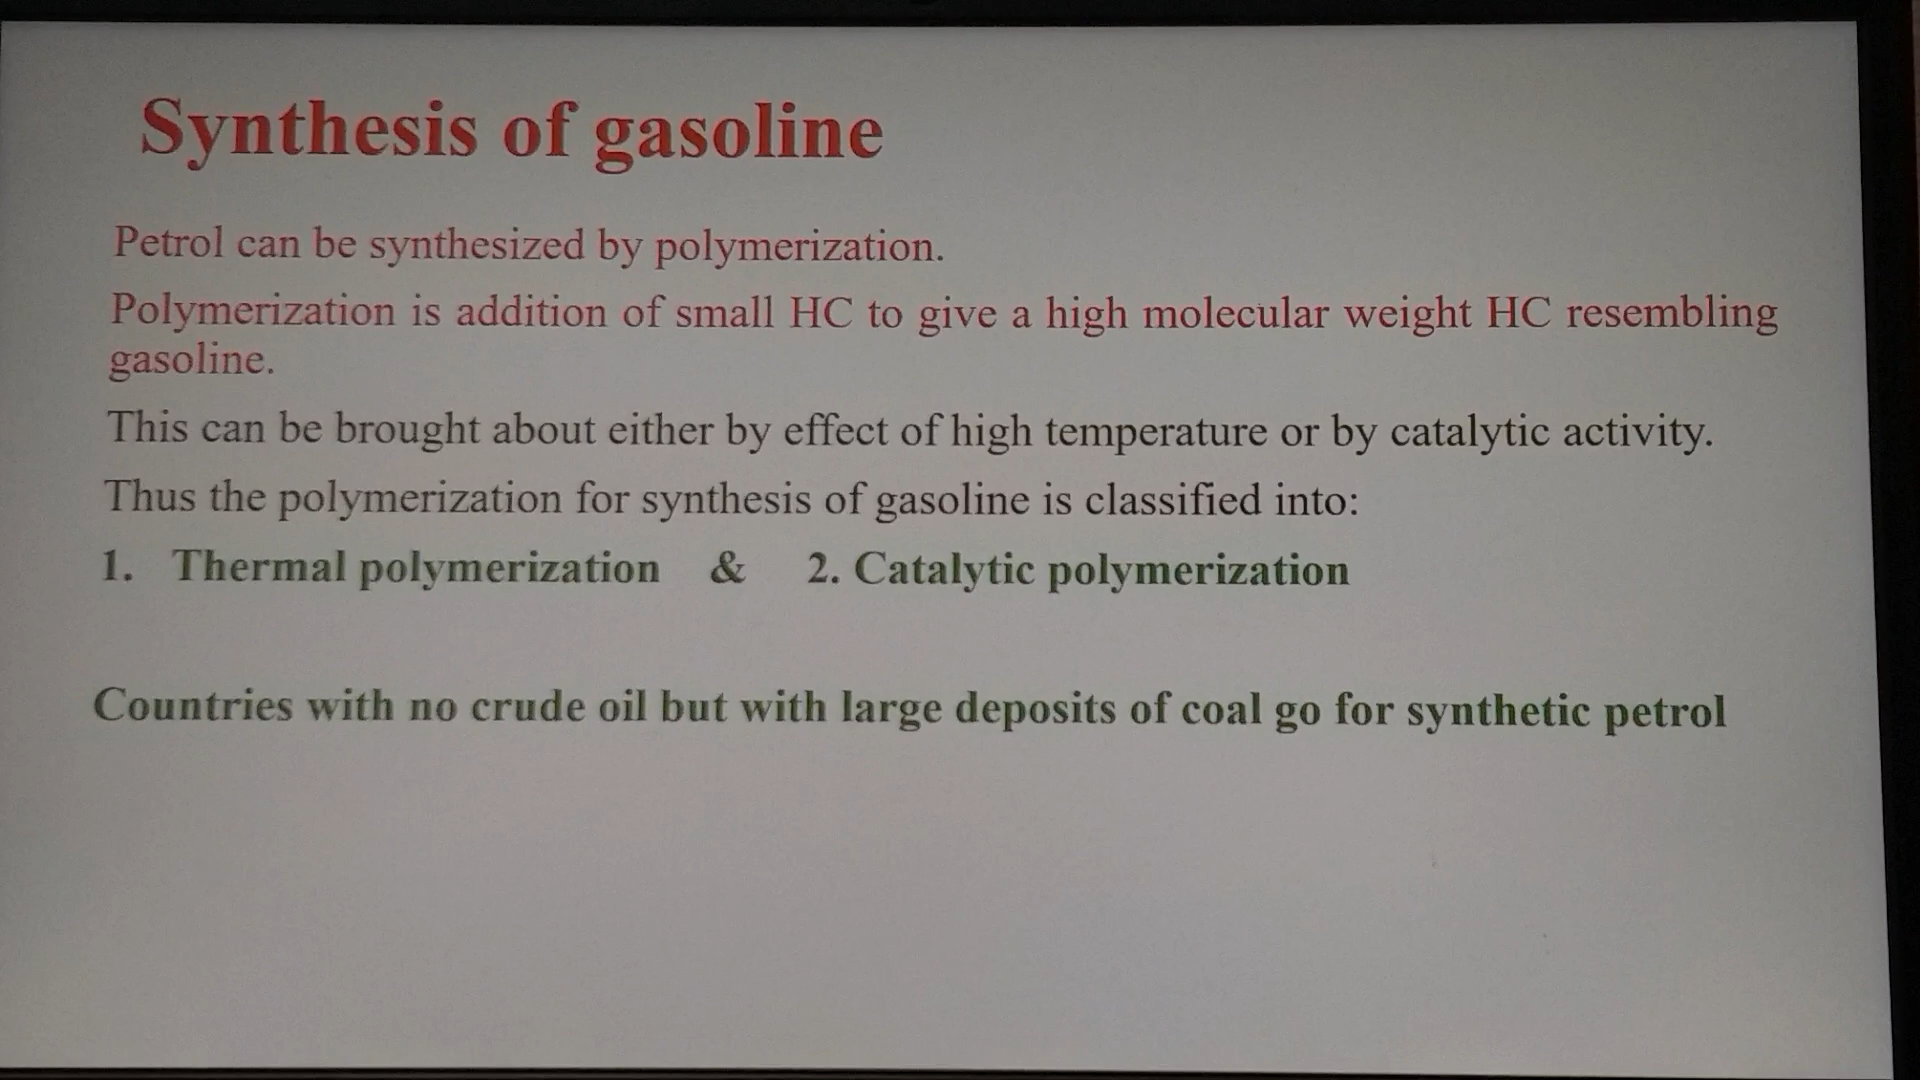 Synthesis of gasoline
Petrol can be synthesized by polymerization.
Polymerization is addition of small HC to give a high molecular weight HC resembling
gasoline.
This can be brought about either by effect of high temperature or by catalytic activity.
Thus the polymerization for synthesis of gasoline is classified into:
1. Thermal polymerization & 2. Catalytic polymerization
Countries with no crude oil but with large deposits of coal go for synthetic petrol